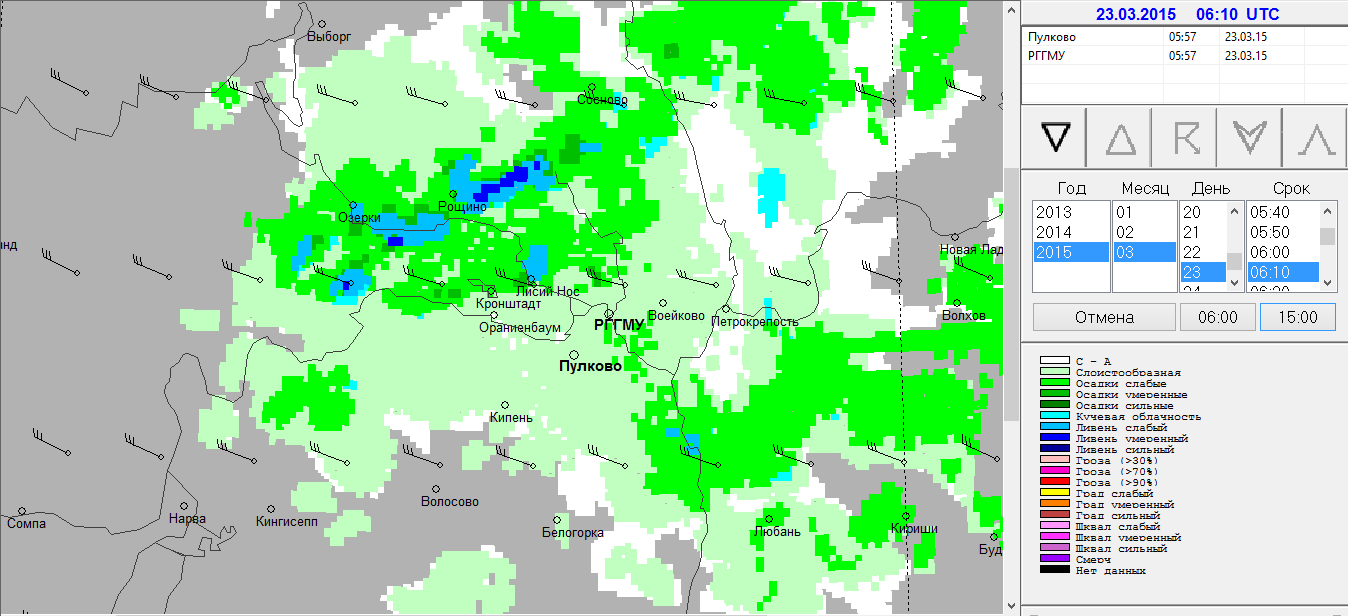 23.03.2015 06:10 UTC
Пулково 05:57 23.03.15
РГГМУ 05:57 23.03.15
Год Месяц День Срок
2013 01 20 05:40
2014 02 21 05:50
2015 03 22 06:00
23 06:10
24 06:20
Отмена 06:00 15:00
С - А
Слоистообразная
Осадки слабые
Осадки умеренные
Осадки сильные
Кучевая облачность
Ливень слабый
Ливень умеренный
Ливень сильный
Гроза (>30%)
Гроза (>70%)
Гроза (>90%)
Град слабый
Град умеренный
Град сильный
Шквал слабый
Шквал умеренный
Шквал сильный
Смерч
Нет данных
Выборг
Сосново
Рощино
Озерки
нд
Новая Лад
Лисий Нос
Кронштадт
Ораниенбаум
РГГМУ
Воейково
Петрокрепость
Волхов
Пулково
Кипень
Волосово
Сомпа
Нарва
Кингисепп
Белогорка
Любань
Кириши
Буд